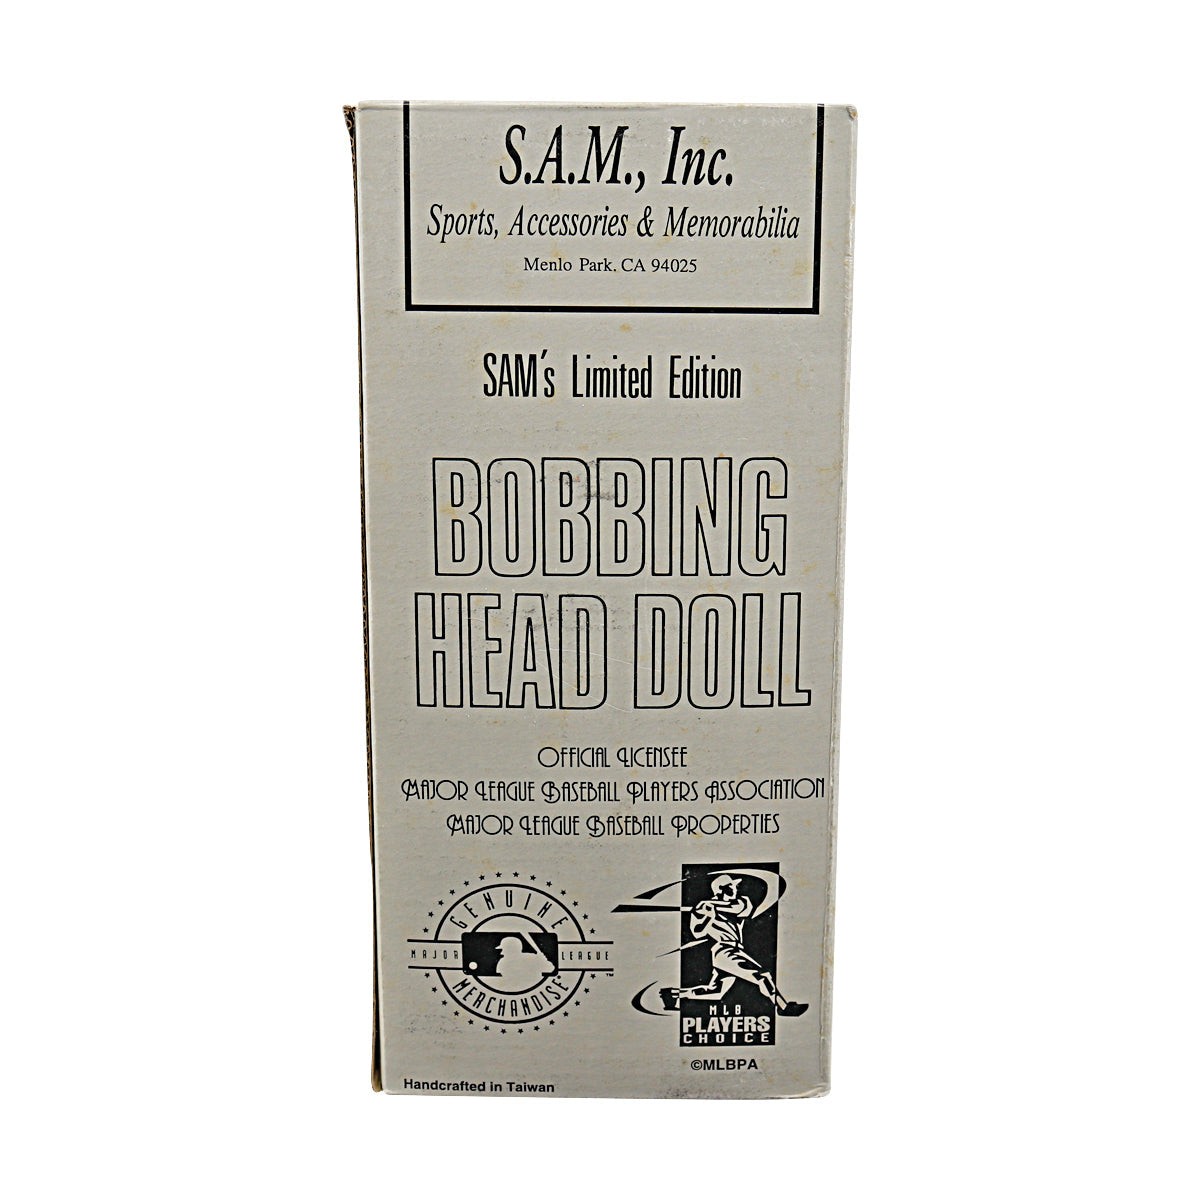 S.A.M., Inc.
Sports, Accessories & Memorabilia
Menlo Park, CA 94025
SAM's Limited Edition
BOBBING
HEAD DOLL
OFFICIAL LICENSEE
MAJOR LEAGUE BASEBALL PLAYERS ASSOCIATION
MAJOR LEAGUE BASEBALL PROPERTIES
GENUINE
MAJOR LEAGUE
MERCHANDISE
TM
MLB
PLAYERS
CHOICE
©MLBPA
Handcrafted in Taiwan